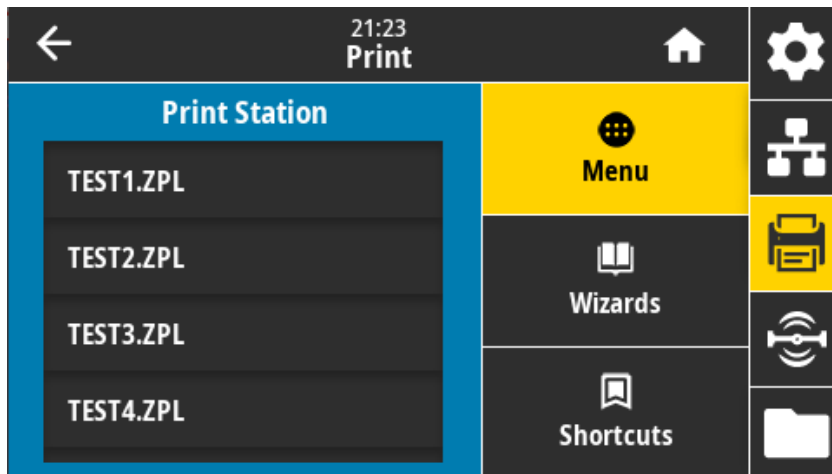 21:23
Print
Print Station
TEST1.ZPL
TEST2.ZPL
TEST3.ZPL
TEST4.ZPL
Menu
Wizards
Shortcuts